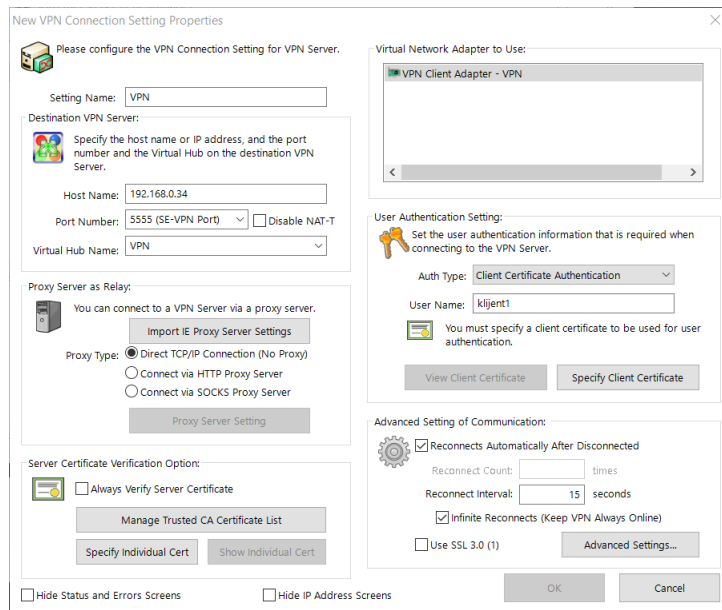 New VPN Connection Setting Properties
Please configure the VPN Connection Setting for VPN Server.
Setting Name: VPN
Destination VPN Server:
Specify the host name or IP address, and the port
number and the Virtual Hub on the destination VPN
Server.
Host Name: 192.168.0.34
Port Number: 5555 (SE-VPN Port) Disable NAT-T
Virtual Hub Name: VPN
Proxy Server as Relay:
You can connect to a VPN Server via a proxy server.
Import IE Proxy Server Settings
Proxy Type: Direct TCP/IP Connection (No Proxy)
Connect via HTTP Proxy Server
Connect via SOCKS Proxy Server
Proxy Server Setting
Server Certificate Verification Option:
Always Verify Server Certificate
Manage Trusted CA Certificate List
Specify Individual Cert Show Individual Cert
Hide Status and Errors Screens Hide IP Address Screens
Virtual Network Adapter to Use:
VPN Client Adapter - VPN
User Authentication Setting:
Set the user authentication information that is required when
connecting to the VPN Server.
Auth Type: Client Certificate Authentication
User Name: klijent1
You must specify a client certificate to be used for user
authentication.
View Client Certificate Specify Client Certificate
Advanced Setting of Communication:
Reconnects Automatically After Disconnected
Reconnect Count: times
Reconnect Interval: 15 seconds
Infinite Reconnects (Keep VPN Always Online)
Use SSL 3.0 (1) Advanced Settings...
OK Cancel